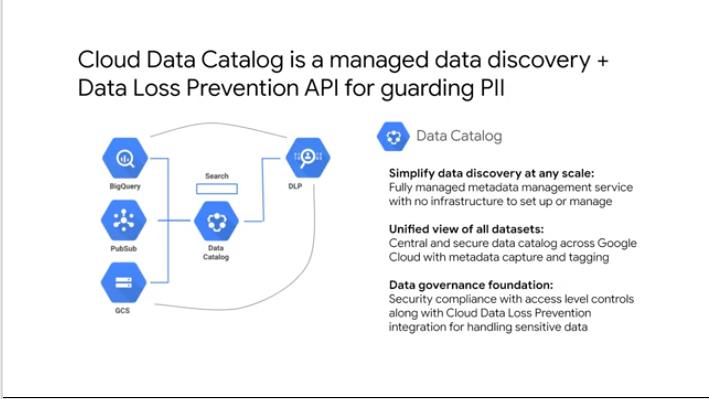 Cloud Data Catalog is a managed data discovery +
Data Loss Prevention API for guarding PII
BigQuery
PubSub
GCS
Search
Data
Catalog
DLP
Data Catalog
Simplify data discovery at any scale:
Fully managed metadata management service
with no infrastructure to set up or manage
Unified view of all datasets:
Central and secure data catalog across Google
Cloud with metadata capture and tagging
Data governance foundation:
Security compliance with access level controls
along with Cloud Data Loss Prevention
integration for handling sensitive data